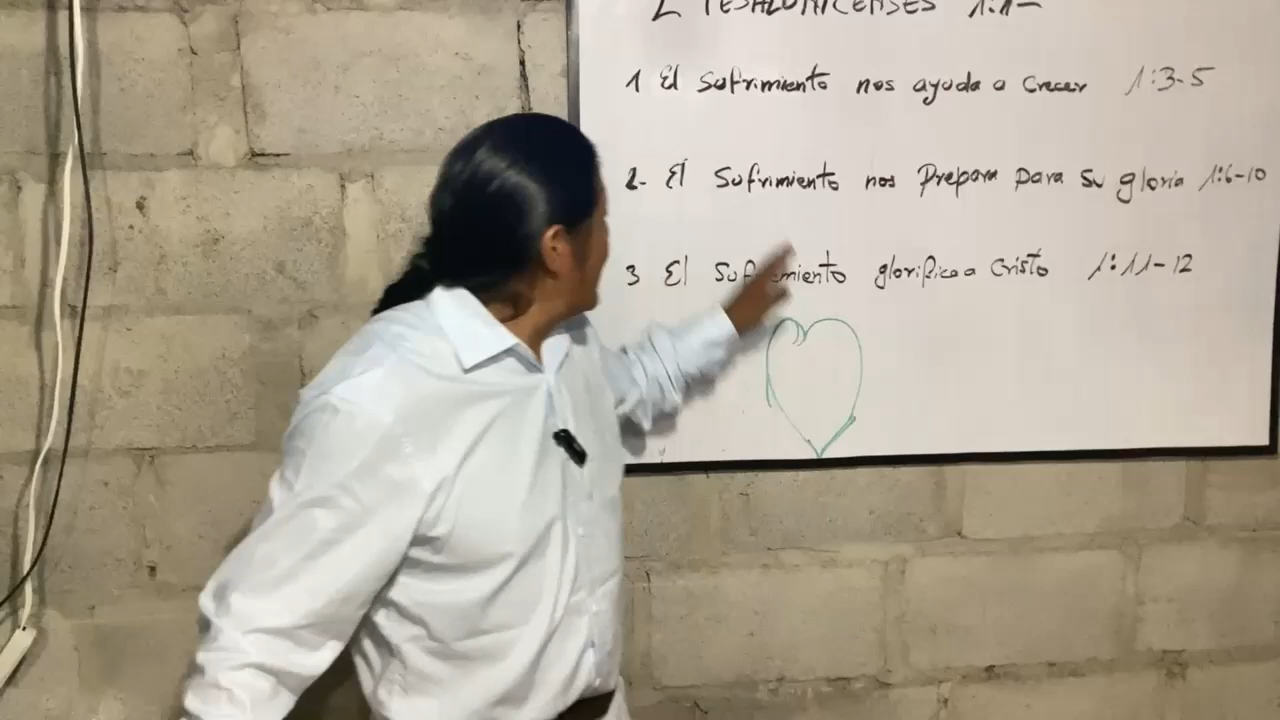 2 TESALONICENSES 1:1-
1 El Sufrimiento nos ayuda a Crecer 1:3-5
2- El Sufrimiento nos Prepara para su gloria 1:6-10
3 El Sufrimiento glorifica a Cristo 1:11-12